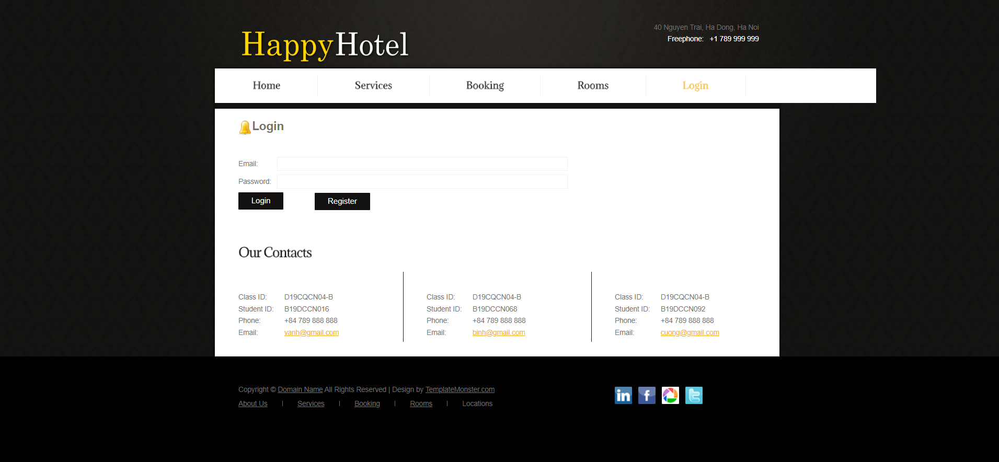 HappyHotel
40 Nguyen Trai, Ha Dong, Ha Noi
Freephone: +1 789 999 999
Home Services Booking Rooms Login
Login
Email:
Password:
Login Register
Our Contacts
Class ID: D19CQCN04-B
Student ID: B19DCCN016
Phone: +84 789 888 888
Email: vanh@gmail.com
Class ID: D19CQCN04-B
Student ID: B19DCCN068
Phone: +84 789 888 888
Email: binh@gmail.com
Class ID: D19CQCN04-B
Student ID: B19DCCN092
Phone: +84 789 888 888
Email: cuong@gmail.com
Copyright © Domain Name All Rights Reserved | Design by TemplateMonster.com
About Us | Services | Booking | Rooms | Locations
in f t